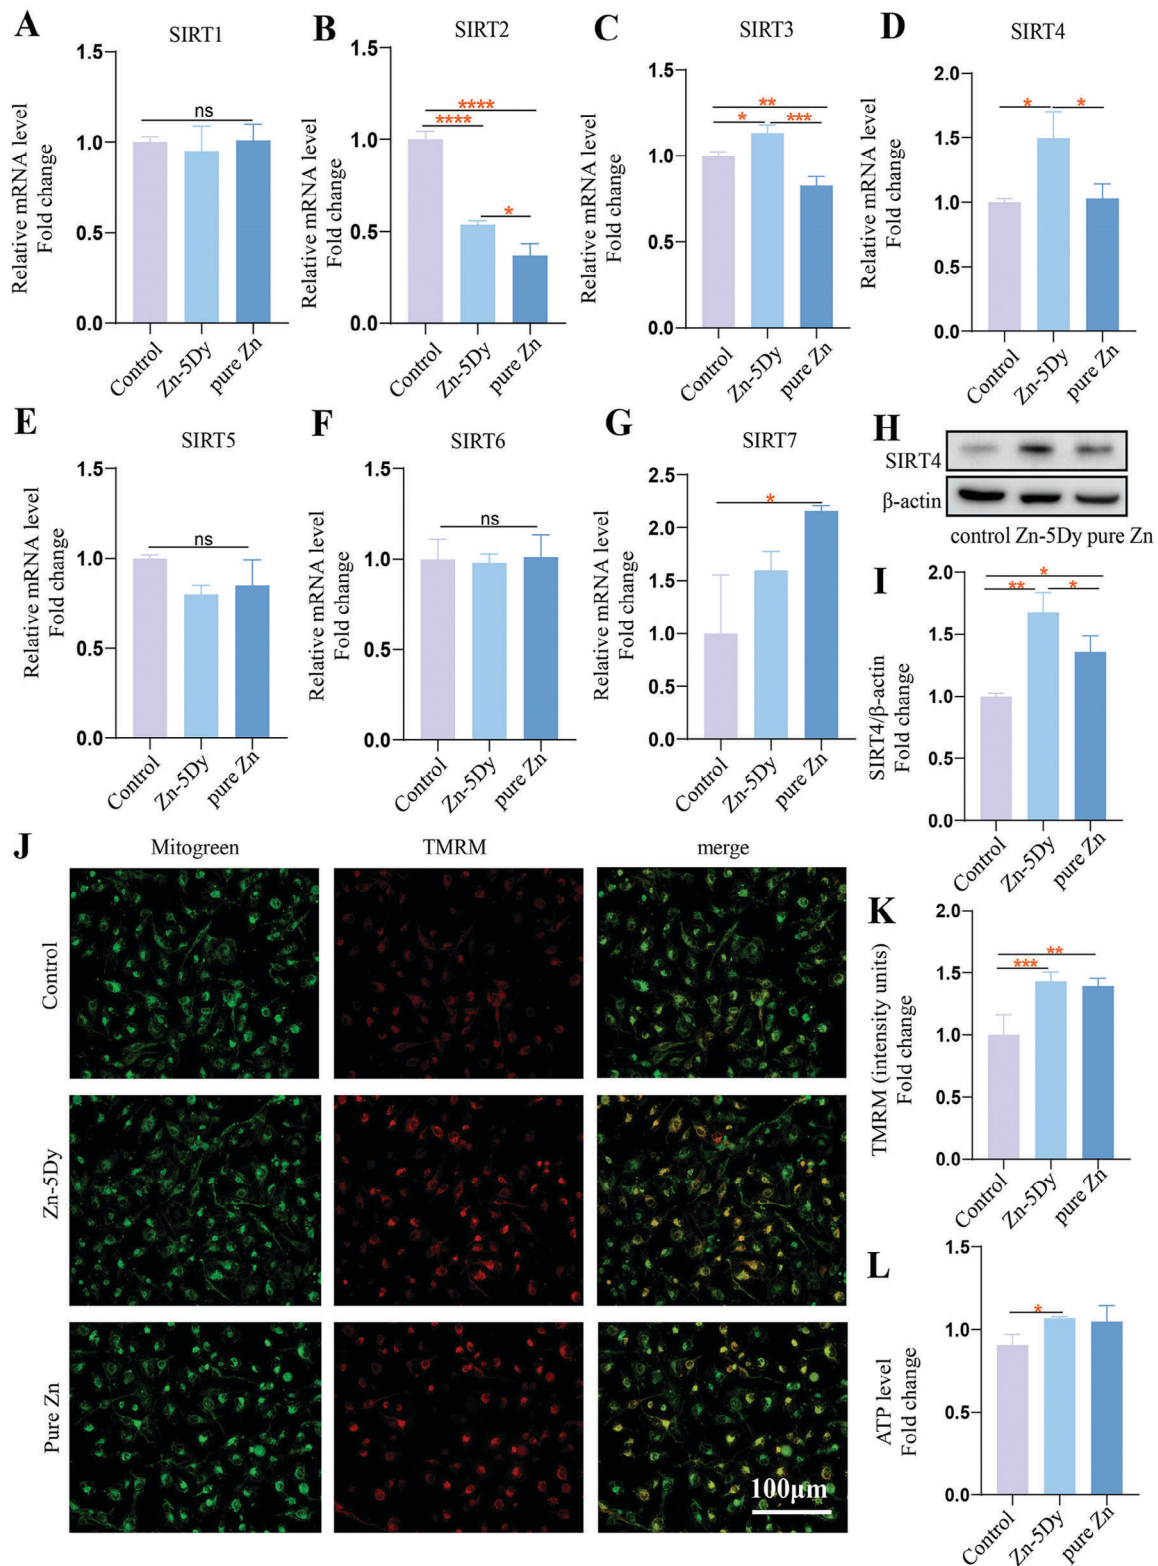 A
SIRT1
Relative mRNA level
Fold change
1.5
1.0
0.5
0.0
ns
Control
Zn-5Dy
pure Zn
B
SIRT2
Relative mRNA level
Fold change
1.5
1.0
0.5
0.0
****
****
*
Control
Zn-5Dy
pure Zn
C
SIRT3
Relative mRNA level
Fold change
1.5
1.0
0.5
0.0
**
*
***
Control
Zn-5Dy
pure Zn
D
SIRT4
Relative mRNA level
Fold change
2.0
1.5
1.0
0.5
0.0
*
*
Control
Zn-5Dy
pure Zn
E
SIRT5
Relative mRNA level
Fold change
1.5
1.0
0.5
0.0
ns
Control
Zn-5Dy
pure Zn
F
SIRT6
Relative mRNA level
Fold change
1.5
1.0
0.5
0.0
ns
Control
Zn-5Dy
pure Zn
G
SIRT7
Relative mRNA level
Fold change
2.5
2.0
1.5
1.0
0.5
0.0
*
Control
Zn-5Dy
pure Zn
H
SIRT4
β-actin
control Zn-5Dy pure Zn
I
SIRT4/β-actin
Fold change
2.0
1.5
1.0
0.5
0.0
*
**
*
Control
Zn-5Dy
pure Zn
J
Mitogreen
TMRM
merge
Control
Zn-5Dy
Pure Zn
100μm
K
TMRM (intensity units)
Fold change
2.0
1.5
1.0
0.5
0.0
**
***
Control
Zn-5Dy
pure Zn
L
ATP level
Fold change
1.5
1.0
0.5
0.0
*
Control
Zn-5Dy
pure Zn